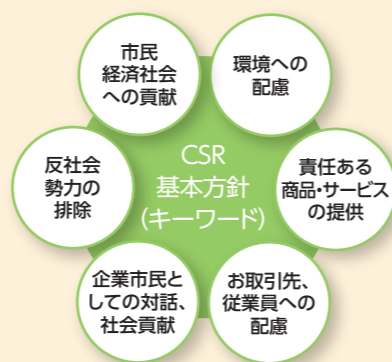 市民
経済社会
への貢献
環境への
配慮
反社会
勢力の
排除
CSR
基本方針
(キーワード)
責任ある
商品・サービス
の提供
企業市民と
しての対話、
社会貢献
お取引先、
従業員への
配慮